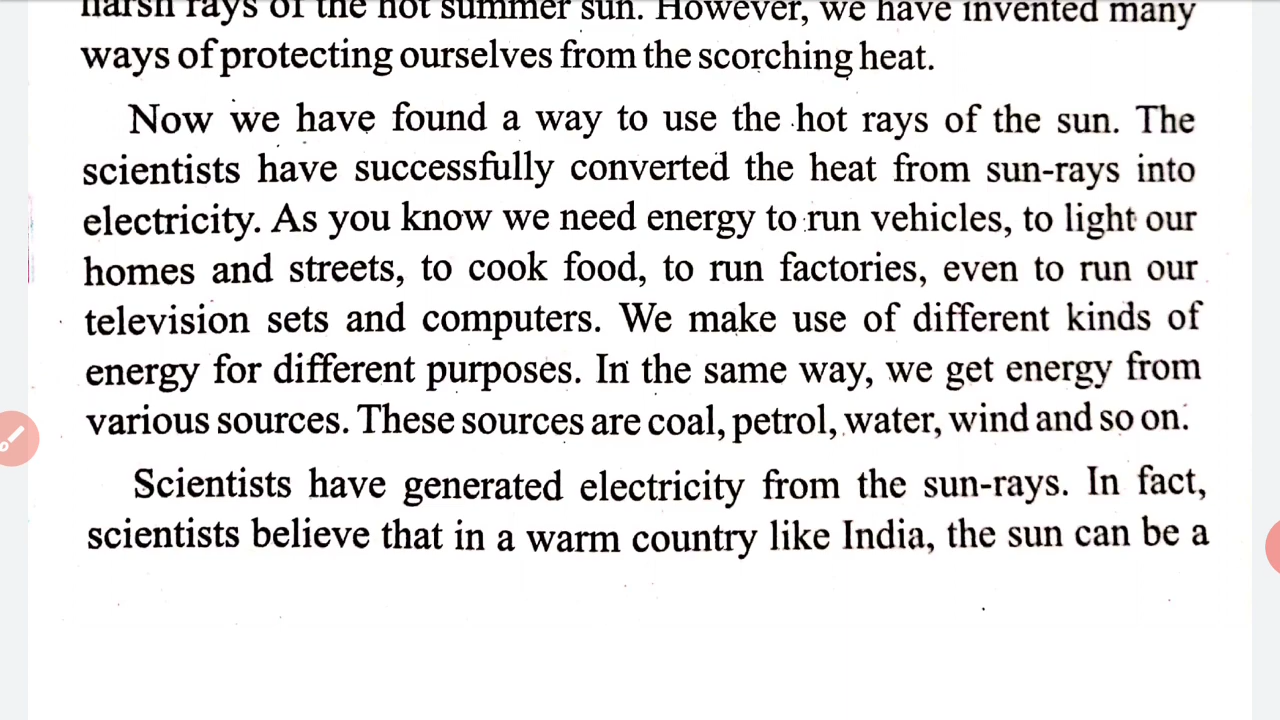 harsh rays of the hot summer sun. However, we have invented many
ways of protecting ourselves from the scorching heat.
Now we have found a way to use the hot rays of the sun. The
scientists have successfully converted the heat from sun-rays into
electricity. As you know we need energy to run vehicles, to light our
homes and streets, to cook food, to run factories, even to run our
television sets and computers. We make use of different kinds of
energy for different purposes. In the same way, we get energy from
various sources. These sources are coal, petrol, water, wind and so on.
Scientists have generated electricity from the sun-rays. In fact,
scientists believe that in a warm country like India, the sun can be a